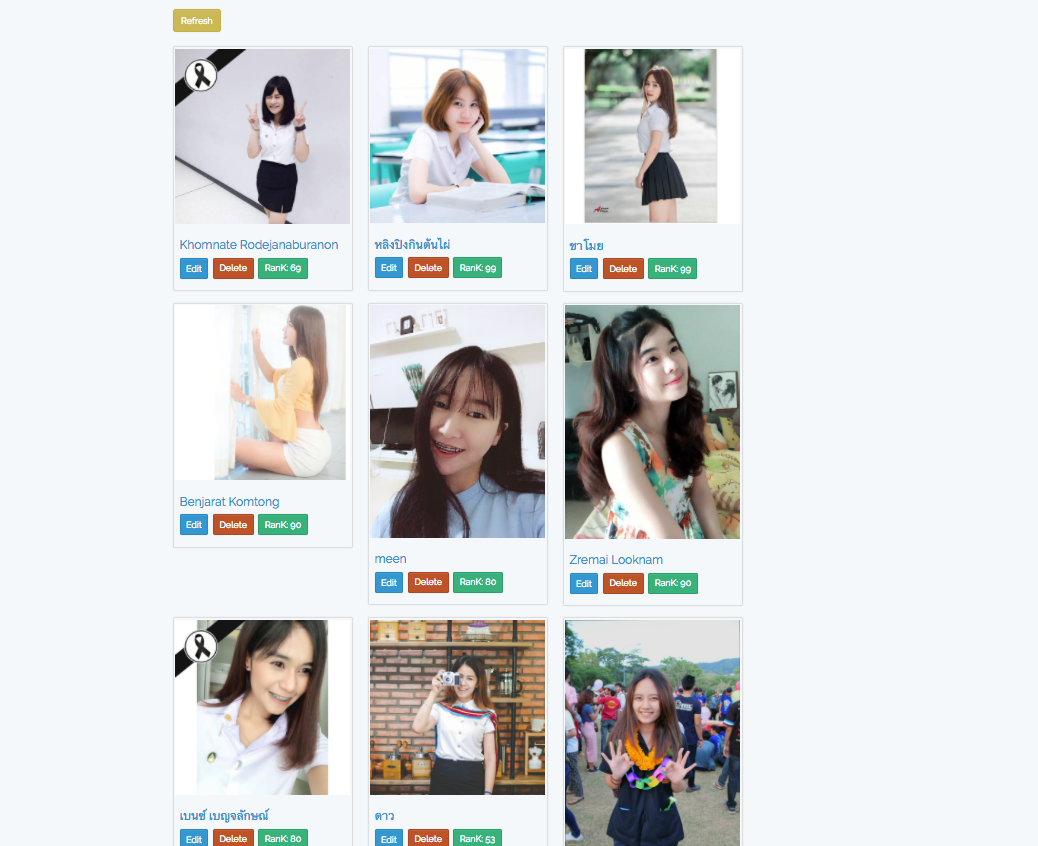 Refresh
Khomnate Rodejanaburanon
Edit Delete RanK: 69
หลิงปิงกินต้นไผ่
Edit Delete RanK: 99
ชาโมย
Edit Delete RanK: 99
Benjarat Komtong
Edit Delete RanK: 90
meen
Edit Delete RanK: 80
Zremai Looknam
Edit Delete RanK: 90
เบนซ์ เบญจลักษณ์
Edit Delete RanK: 80
ดาว
Edit Delete RanK: 53